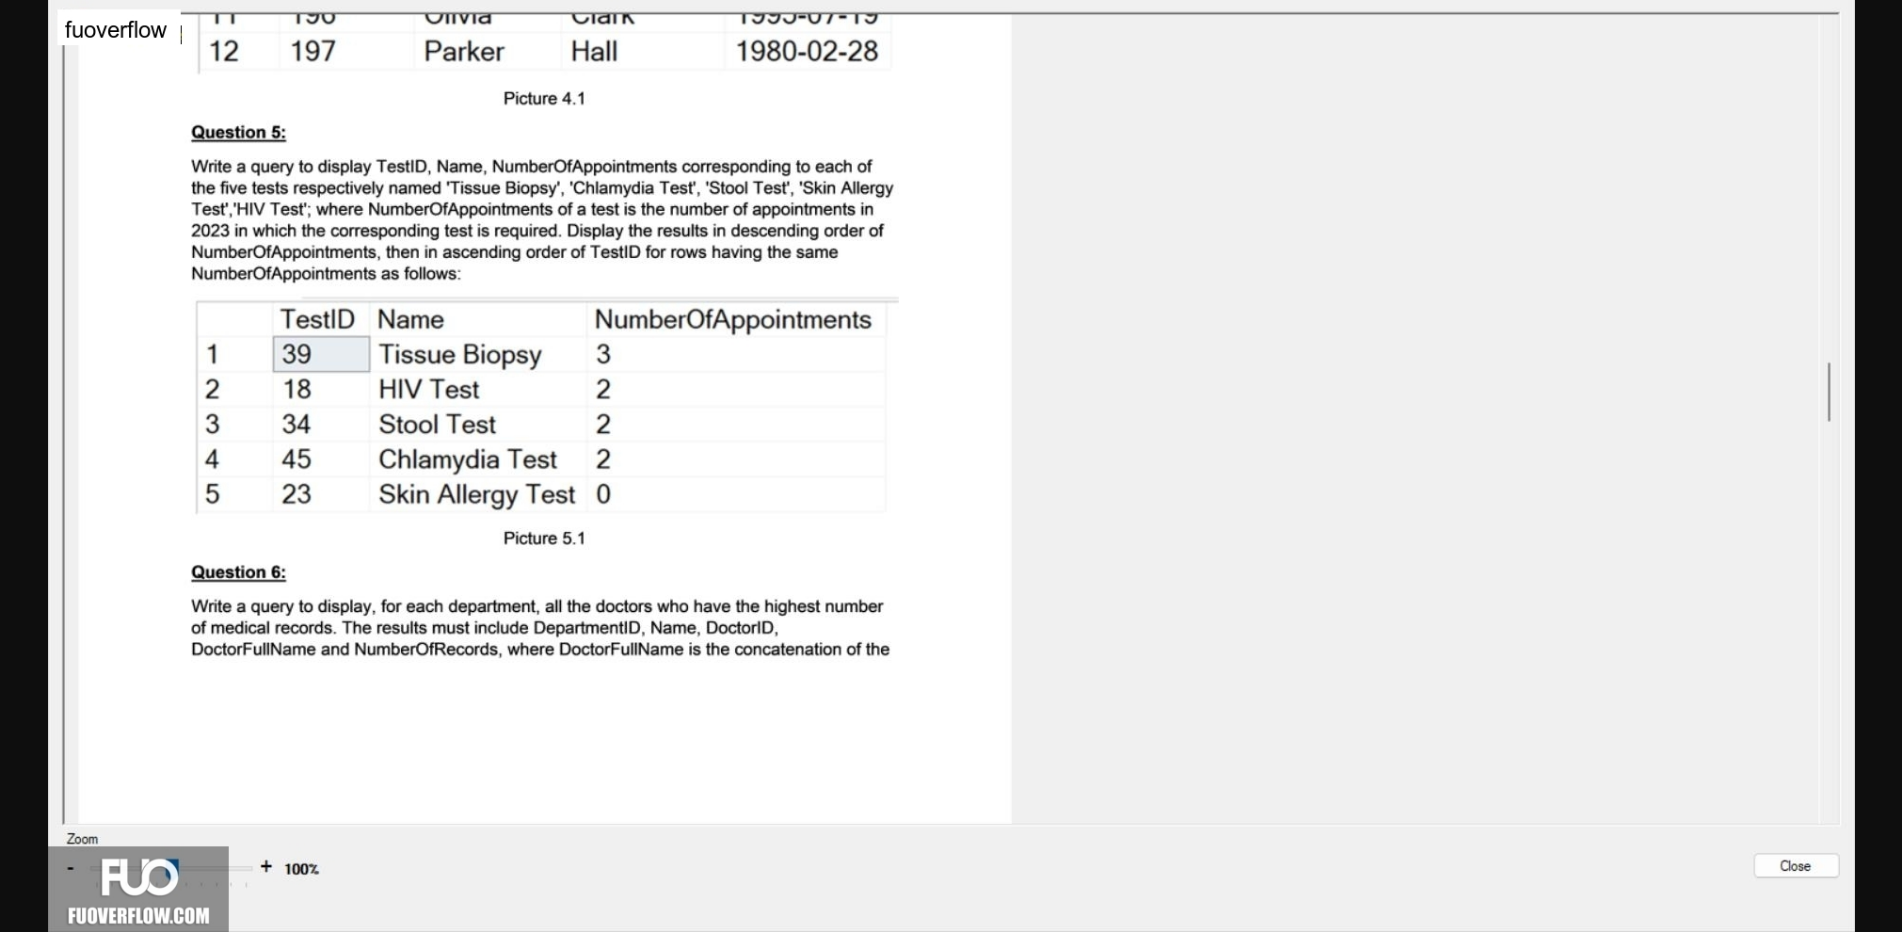 fuoverflow
11 196 Olivia Clark 1995-07-19
12 197 Parker Hall 1980-02-28
Picture 4.1
Question 5:
Write a query to display TestID, Name, NumberOfAppointments corresponding to each of
the five tests respectively named 'Tissue Biopsy', 'Chlamydia Test', 'Stool Test', 'Skin Allergy
Test','HIV Test'; where NumberOfAppointments of a test is the number of appointments in
2023 in which the corresponding test is required. Display the results in descending order of
NumberOfAppointments, then in ascending order of TestID for rows having the same
NumberOfAppointments as follows:
TestID Name NumberOfAppointments
1 39 Tissue Biopsy 3
2 18 HIV Test 2
3 34 Stool Test 2
4 45 Chlamydia Test 2
5 23 Skin Allergy Test 0
Picture 5.1
Question 6:
Write a query to display, for each department, all the doctors who have the highest number
of medical records. The results must include DepartmentID, Name, DoctorID,
DoctorFullName and NumberOfRecords, where DoctorFullName is the concatenation of the
Zoom
- + 100%
Close
FUO
FUOVERFLOW.COM